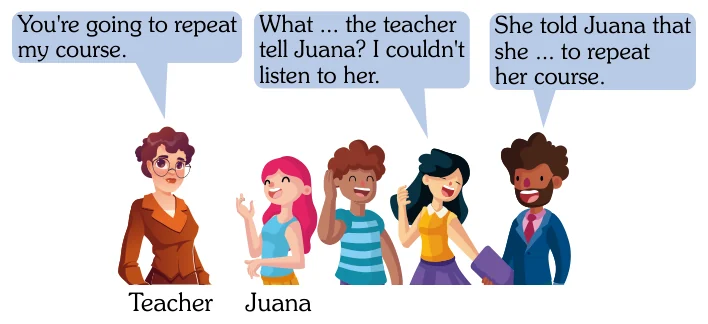 You're going to repeat
my course.
What ... the teacher
tell Juana? I couldn't
listen to her.
She told Juana that
she ... to repeat
her course.
Teacher
Juana